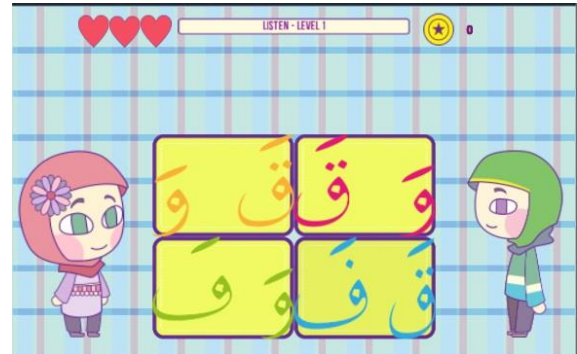 LISTEN - LEVEL 1
0
وَ قَ
قَ وَ
قَ فَ
وَ فَ